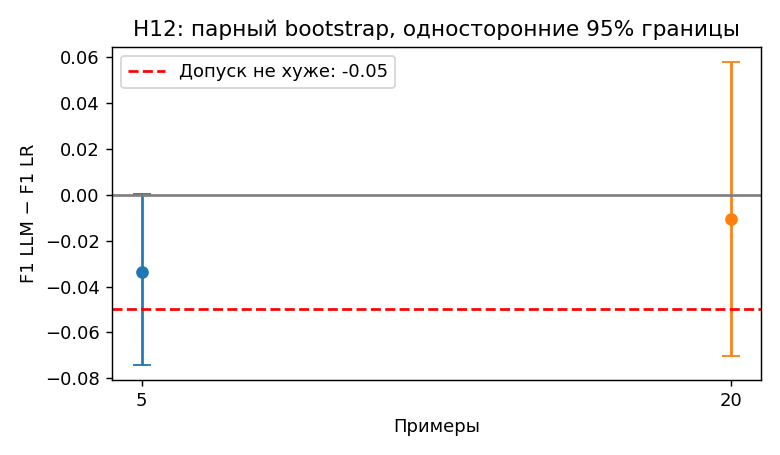 H12: парный bootstrap, односторонние 95% границы
Допуск не хуже: -0.05
0.06
0.04
0.02
0.00
−0.02
−0.04
−0.06
−0.08
F1 LLM − F1 LR
5
20
Примеры